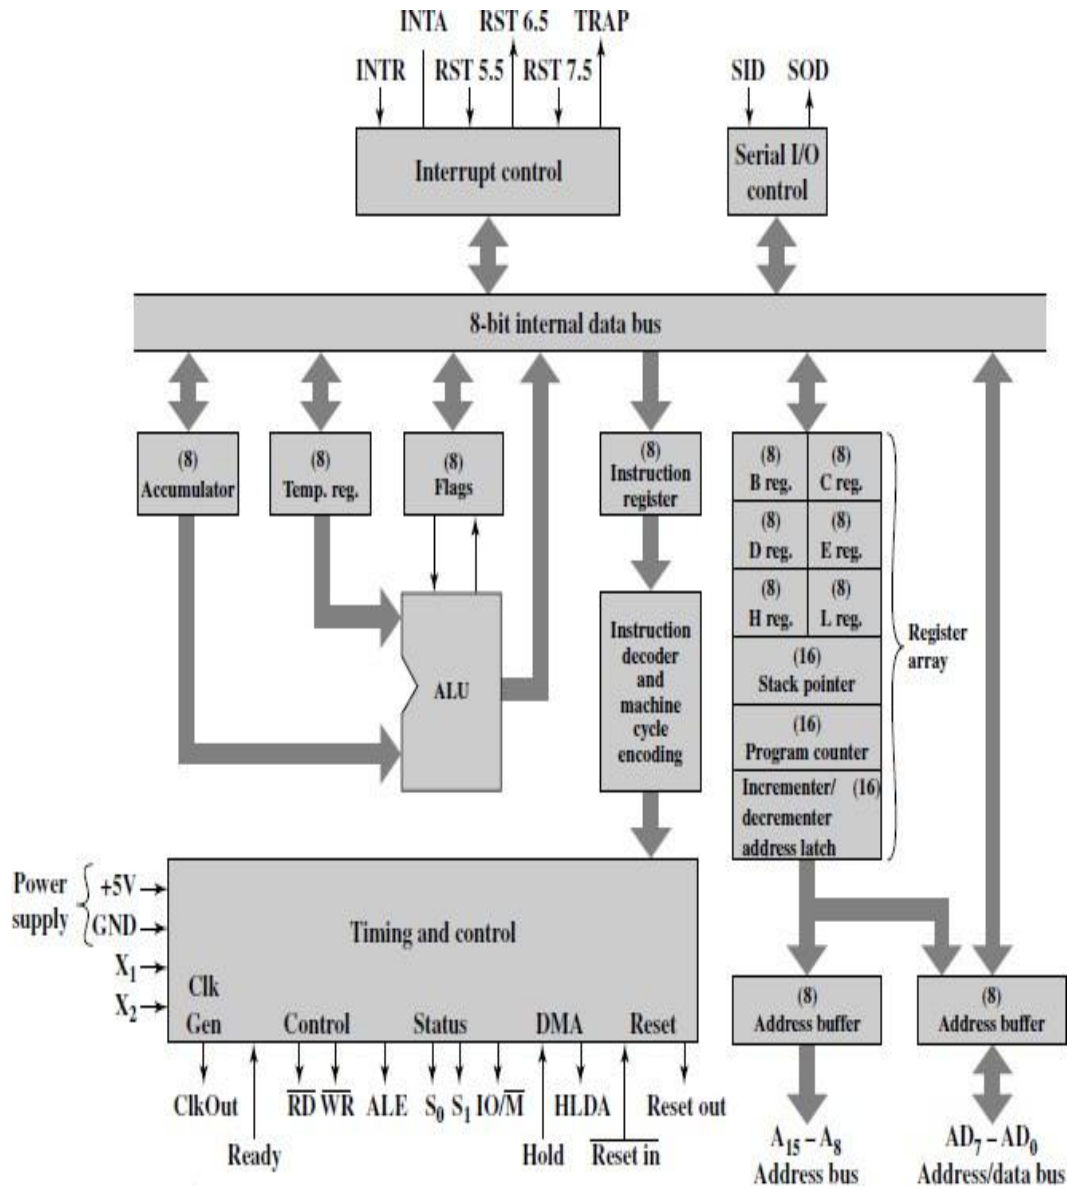 INTA RST 6.5 TRAP
INTR RST 5.5 RST 7.5 SID SOD
Interrupt control
Serial I/O
control
8-bit internal data bus
(8)
Accumulator
(8)
Temp. reg.
(8)
Flags
(8)
Instruction
register
(8)
B reg.
(8)
C reg.
(8)
D reg.
(8)
E reg.
(8)
H reg.
(8)
L reg.
(16)
Stack pointer
(16)
Program counter
Incrementer/ (16)
decrementer
address latch
Register
array
ALU
Instruction
decoder
and
machine
cycle
encoding
Power
supply
+5V
GND
X₁
X₂
Timing and control
Clk
Gen Control Status DMA Reset
ClkOut R̅D̅ W̅R̅ ALE S₀ S₁ IO/M̅ HLDA Reset out
Ready Hold R̅e̅s̅e̅t̅ i̅n̅
(8)
Address buffer
(8)
Address buffer
A₁₅ – A₈
Address bus
AD₇ – AD₀
Address/data bus